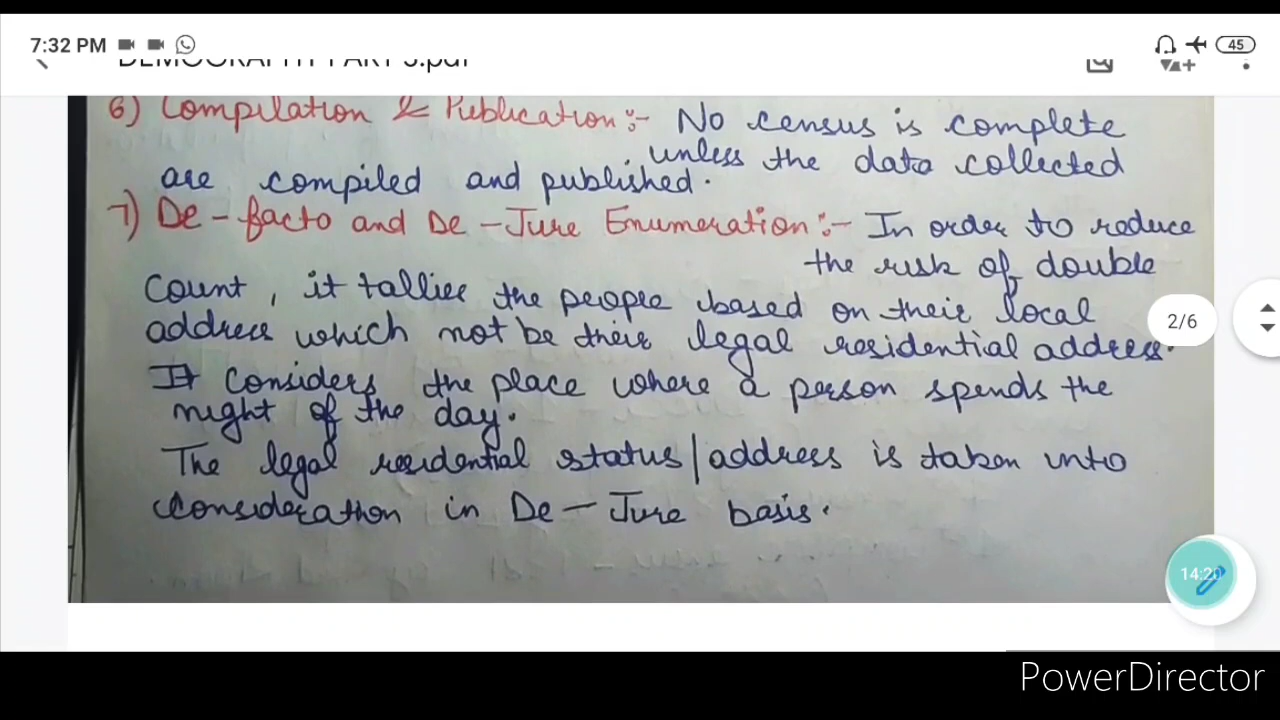 7:32 PM
45
DEMOGRAPHY PART 3.pdf
6) Compilation & Publication :- No census is complete
unless the data collected
are compiled and published.
7) De-facto and De-Jure Enumeration :- In order to reduce
the risk of double
Count, it tallies the people based on their local
address which not be their legal residential address.
It considers the place where a person spends the
night of the day.
The legal residential status/address is taken into
consideration in De-Jure basis.
2/6
14:20
PowerDirector